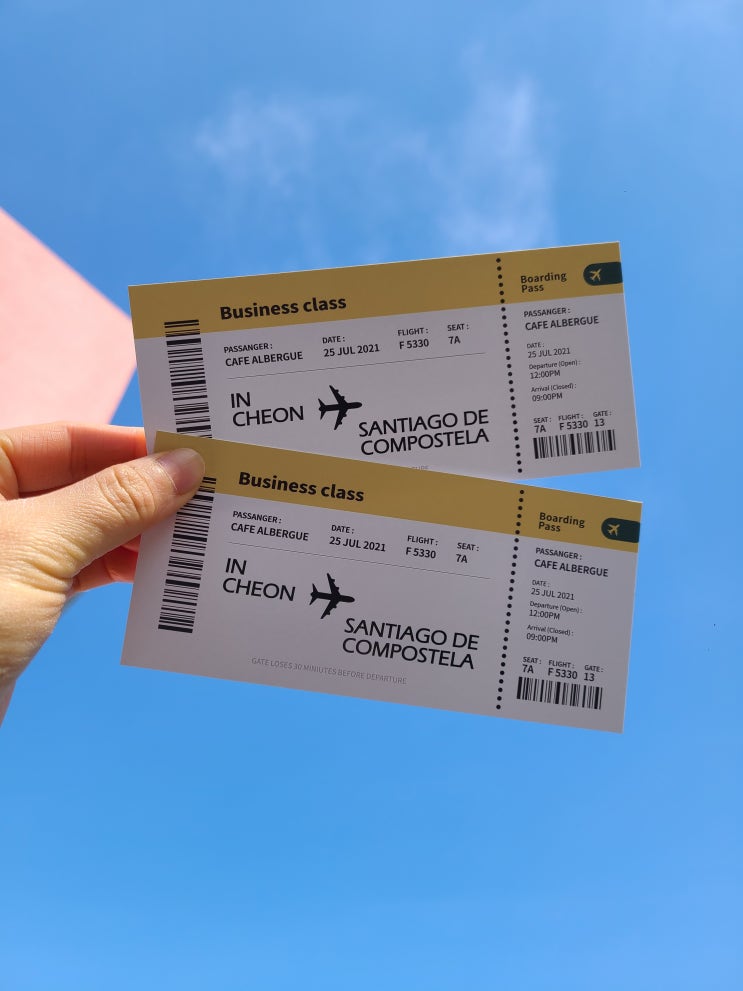 Business class
PASSANGER :
CAFE ALBERGUE
DATE :
25 JUL 2021
FLIGHT :
F 5330
SEAT :
7A
IN
CHEON
SANTIAGO DE
COMPOSTELA
Boarding
Pass
PASSANGER :
CAFE ALBERGUE
DATE :
25 JUL 2021
Departure (Open) :
12:00PM
Arrival (Closed) :
09:00PM
SEAT : FLIGHT : GATE :
7A F 5330 13
Business class
PASSANGER :
CAFE ALBERGUE
DATE :
25 JUL 2021
FLIGHT :
F 5330
SEAT :
7A
IN
CHEON
SANTIAGO DE
COMPOSTELA
GATE LOSES 30 MINIUTES BEFORE DEPARTURE
Boarding
Pass
PASSANGER :
CAFE ALBERGUE
DATE :
25 JUL 2021
Departure (Open) :
12:00PM
Arrival (Closed) :
09:00PM
SEAT : FLIGHT : GATE :
7A F 5330 13